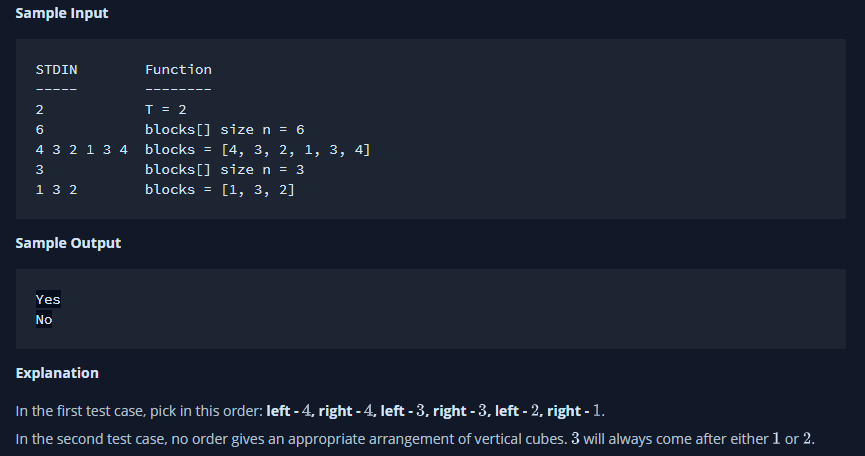 Sample Input
STDIN        Function
-----        --------
2            T = 2
6            blocks[] size n = 6
4 3 2 1 3 4  blocks = [4, 3, 2, 1, 3, 4]
3            blocks[] size n = 3
1 3 2        blocks = [1, 3, 2]
Sample Output
Yes
No
Explanation
In the first test case, pick in this order: left - 4, right - 4, left - 3, right - 3, left - 2, right - 1.
In the second test case, no order gives an appropriate arrangement of vertical cubes. 3 will always come after either 1 or 2.